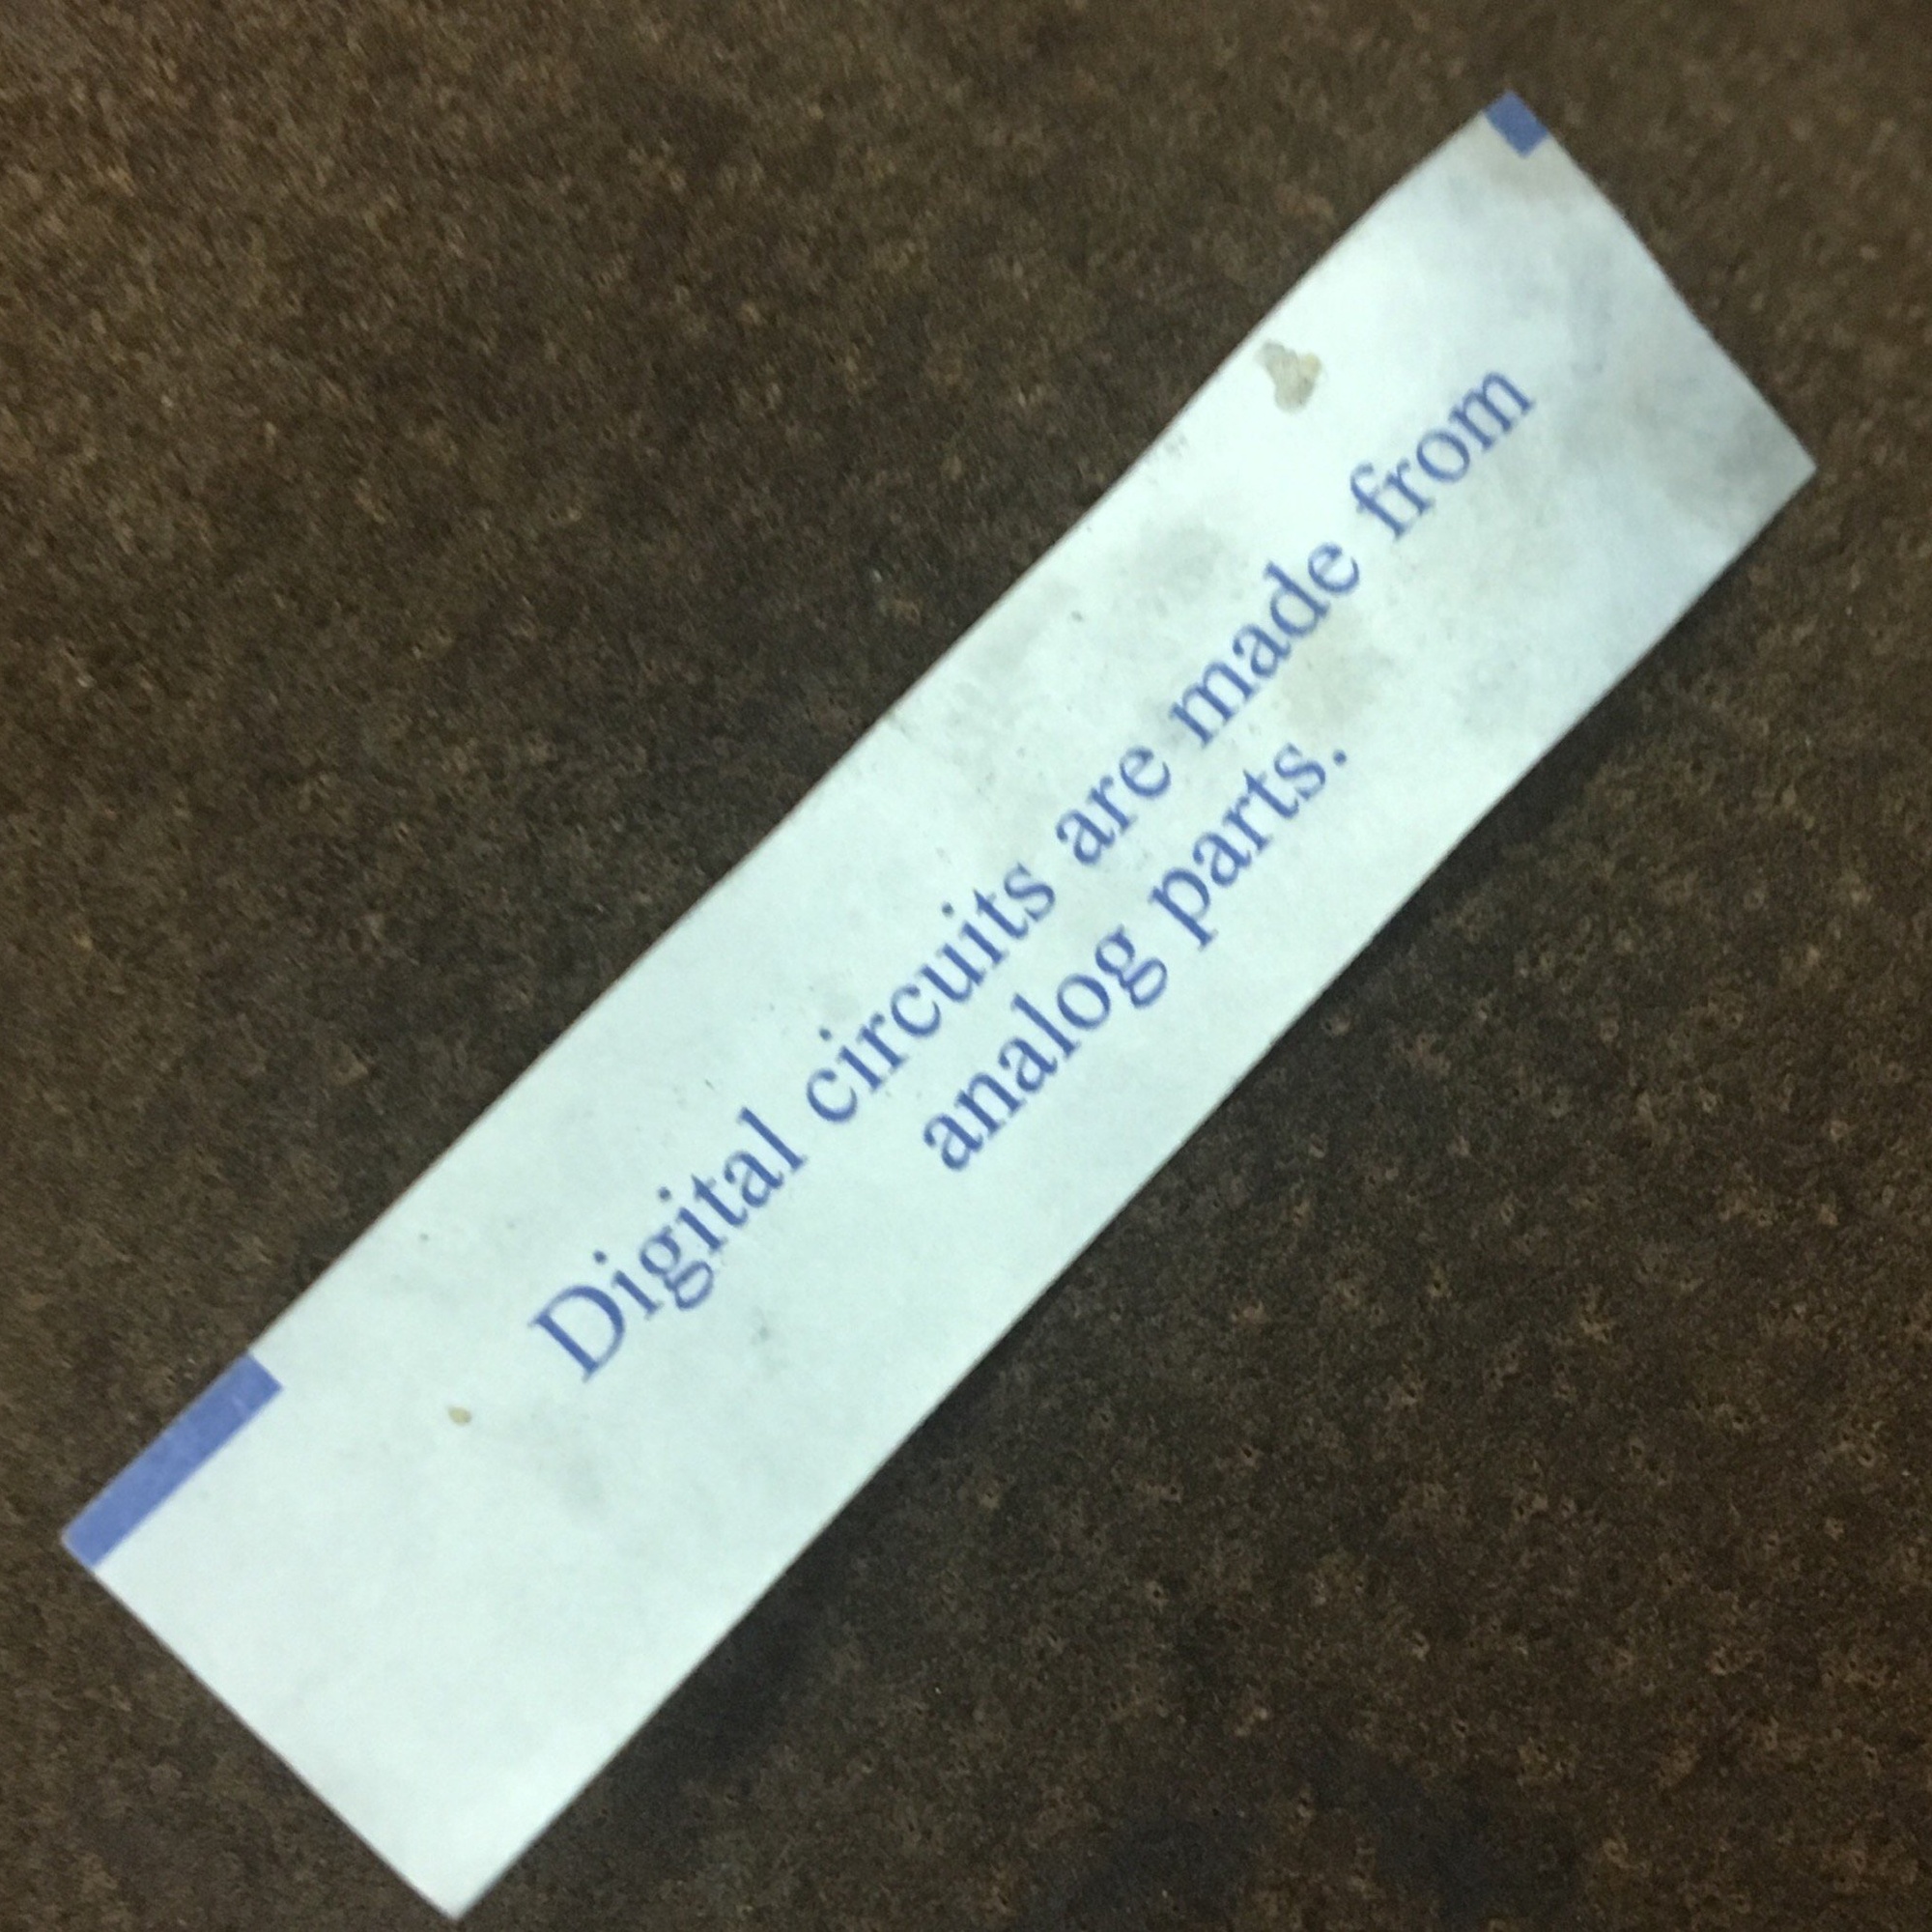 Digital circuits are made from
analog parts.